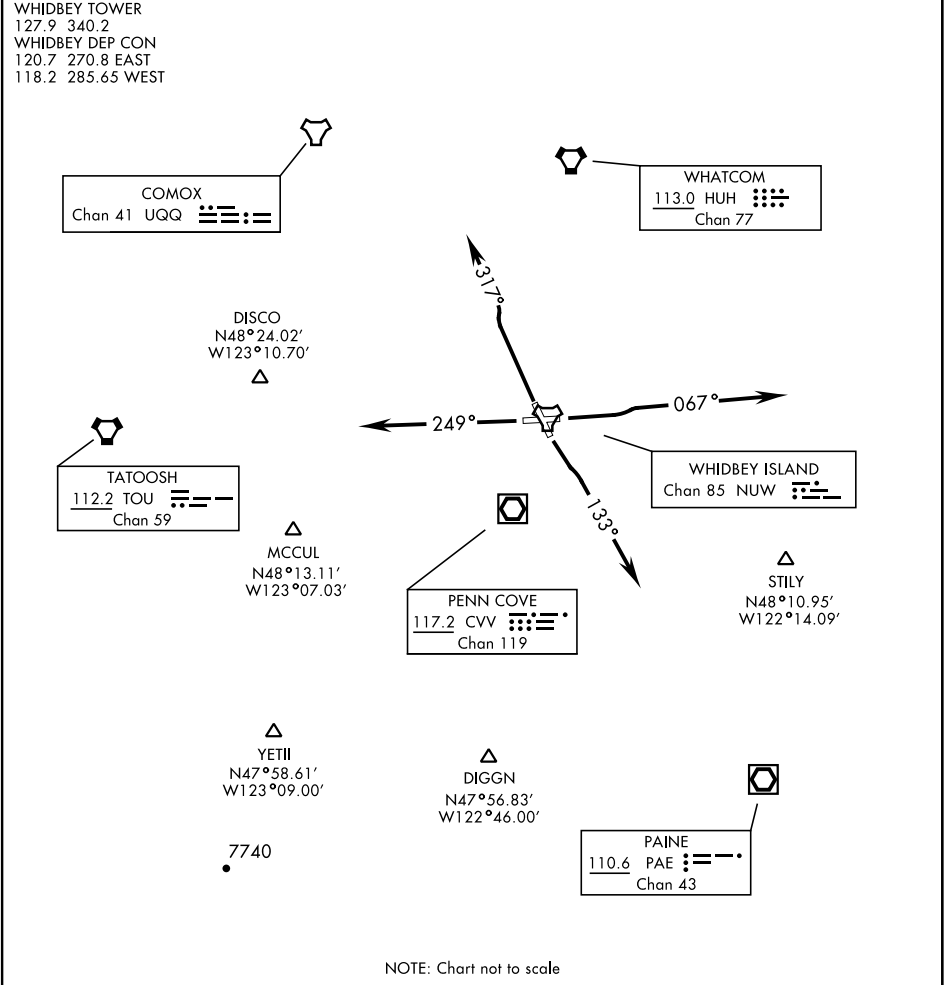 WHIDBEY TOWER
127.9 340.2
WHIDBEY DEP CON
120.7 270.8 EAST
118.2 285.65 WEST
COMOX
Chan 41 UQQ
WHATCOM
113.0 HUH
Chan 77
317°
DISCO
N48°24.02′
W123°10.70′
249°
067°
TATOOSH
112.2 TOU
Chan 59
WHIDBEY ISLAND
Chan 85 NUW
133°
MCCUL
N48°13.11′
W123°07.03′
STILY
N48°10.95′
W122°14.09′
PENN COVE
117.2 CVV
Chan 119
YETII
N47°58.61′
W123°09.00′
DIGGN
N47°56.83′
W122°46.00′
7740
PAINE
110.6 PAE
Chan 43
NOTE: Chart not to scale